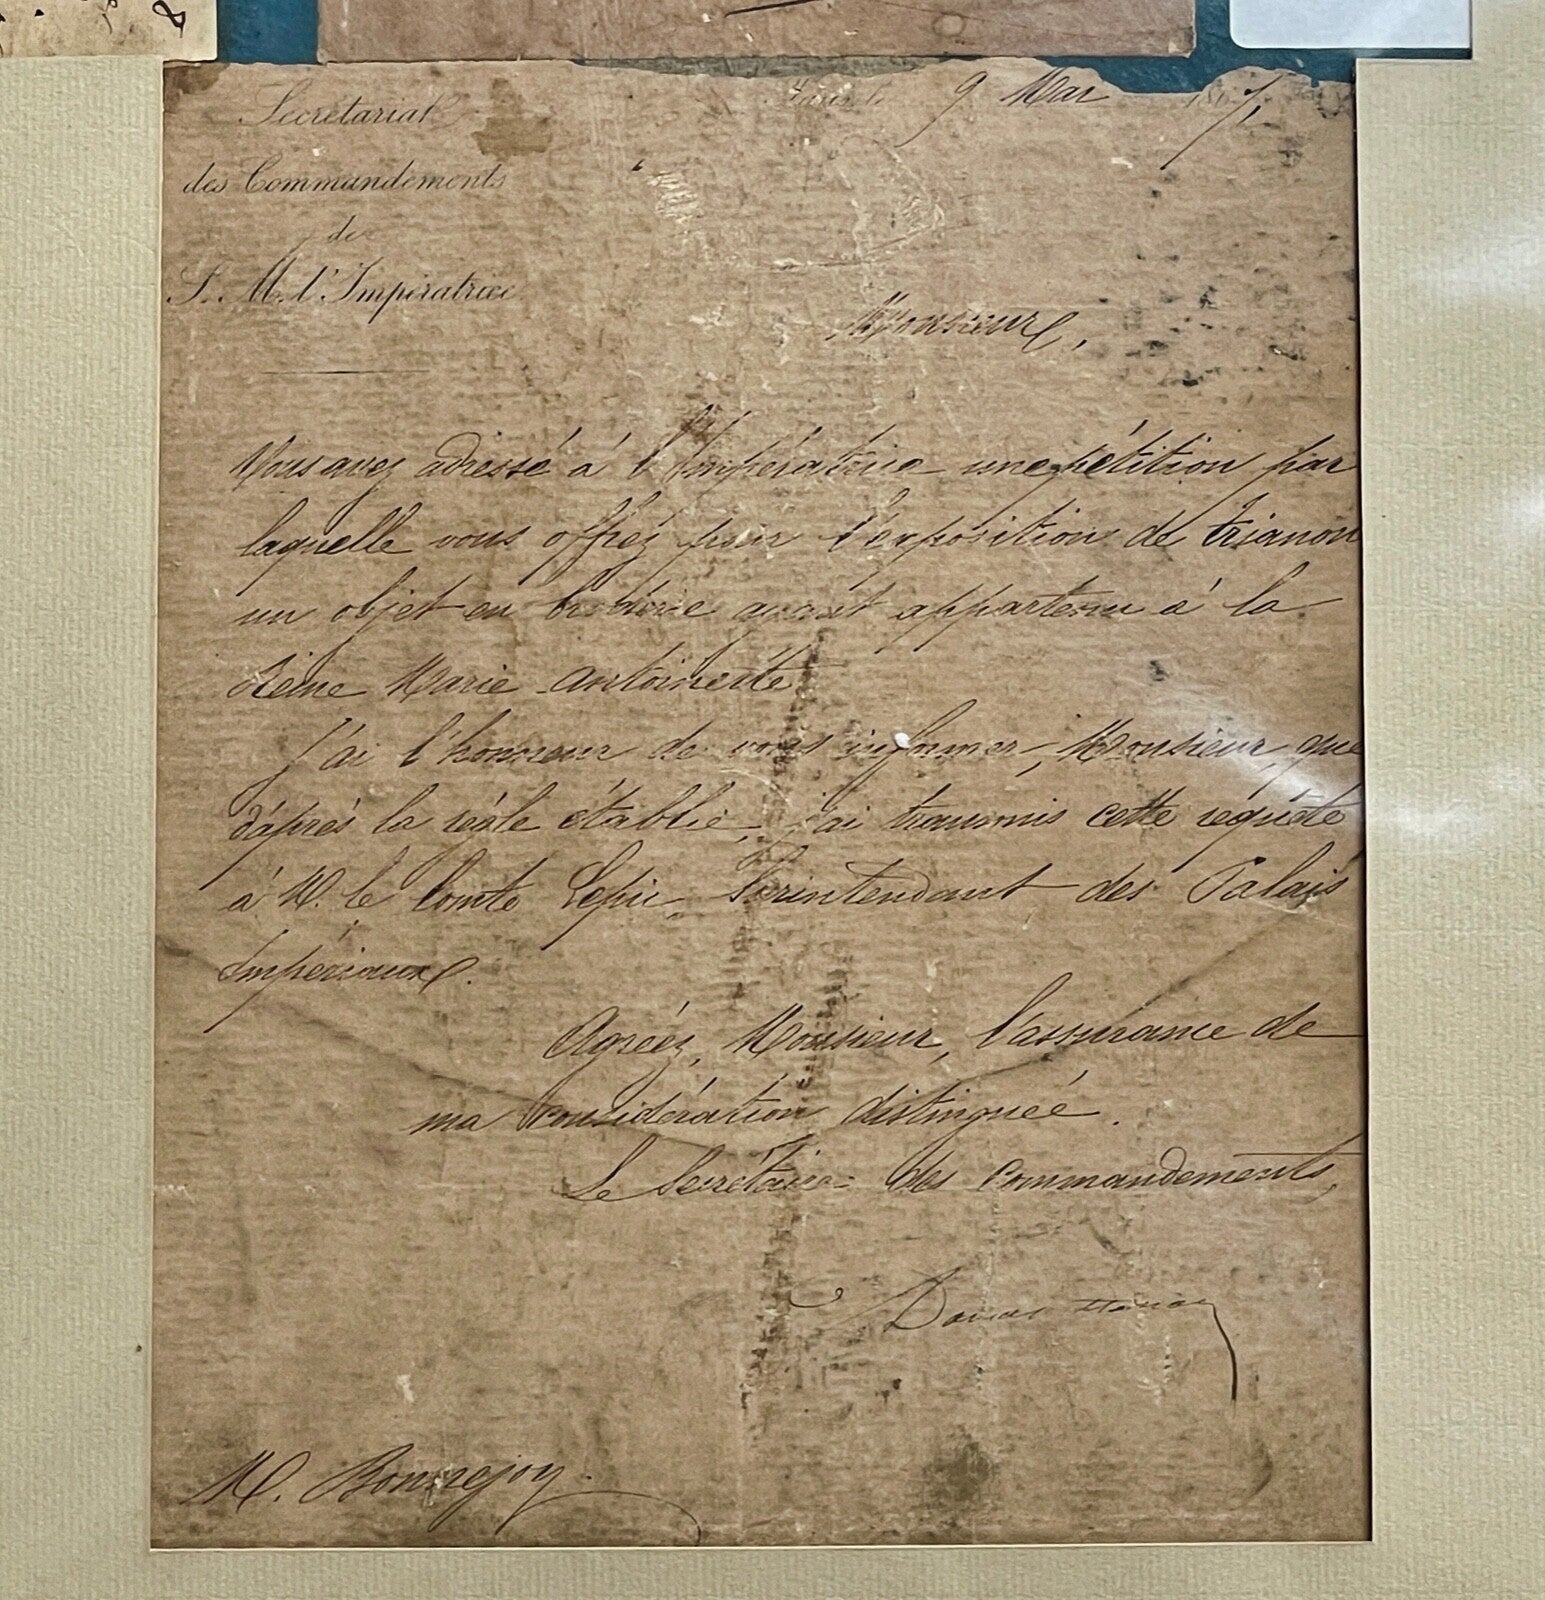 Secrétariat
des Commandements
de
S. M. l'Impératrice
Paris, le 9 Mai 1867,
Monsieur,
Vous avez adressé à l'Impératrice une pétition par
laquelle vous offrez pour l'exposition de trianon
un objet en broderie ayant appartenu à la
Reine Marie Antoinette
J'ai l'honneur de vous informer, Monsieur, que
d'après la règle établie, j'ai transmis cette requête
à M. le Comte Lepic, Surintendant des Palais
Impériaux.
Agréez, Monsieur, l'assurance de
ma considération distinguée.
Le Secrétaire des Commandements,
Damas Hinard
M. Bonnejoy.